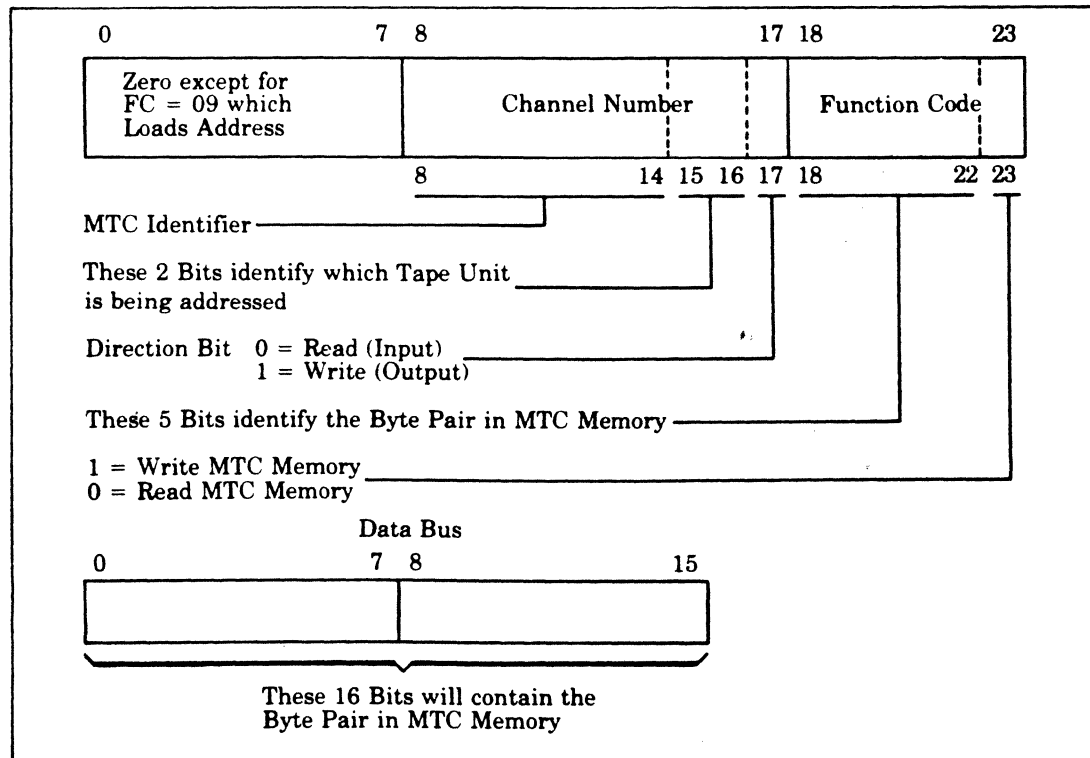 0 7 8 17 18 23
Zero except for
FC = 09 which
Loads Address
Channel Number
Function Code
8 14 15 16 17 18 22 23
MTC Identifier
These 2 Bits identify which Tape Unit
is being addressed
Direction Bit 0 = Read (Input)
1 = Write (Output)
These 5 Bits identify the Byte Pair in MTC Memory
1 = Write MTC Memory
0 = Read MTC Memory
Data Bus
0 7 8 15
These 16 Bits will contain the
Byte Pair in MTC Memory